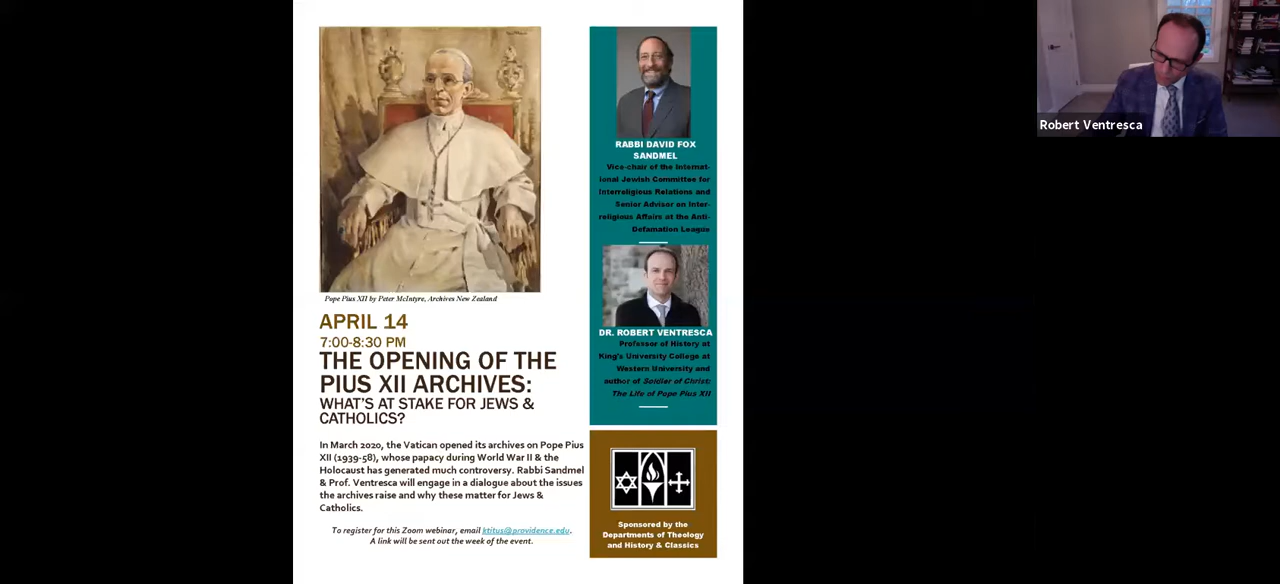 Pope Pius XII by Peter McIntyre, Archives New Zealand
APRIL 14
7:00-8:30 PM
THE OPENING OF THE
PIUS XII ARCHIVES:
WHAT'S AT STAKE FOR JEWS &
CATHOLICS?
In March 2020, the Vatican opened its archives on Pope Pius
XII (1939-58), whose papacy during World War II & the
Holocaust has generated much controversy. Rabbi Sandmel
& Prof. Ventresca will engage in a dialogue about the issues
the archives raise and why these matter for Jews &
Catholics.
To register for this Zoom webinar, email ktitus@providence.edu.
A link will be sent out the week of the event.
RABBI DAVID FOX
SANDMEL
Vice-chair of the Internat-
ional Jewish Committee for
Interreligious Relations and
Senior Advisor on Inter-
religious Affairs at the Anti-
Defamation League
DR. ROBERT VENTRESCA
Professor of History at
King's University College at
Western University and
author of Soldier of Christ:
The Life of Pope Pius XII
Sponsored by the
Departments of Theology
and History & Classics
Robert Ventresca